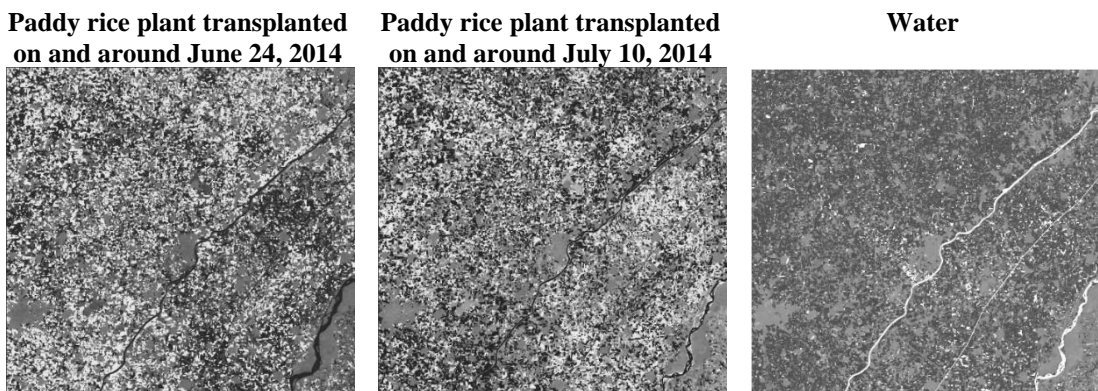 Paddy rice plant transplanted
on and around June 24, 2014
Paddy rice plant transplanted
on and around July 10, 2014
Water